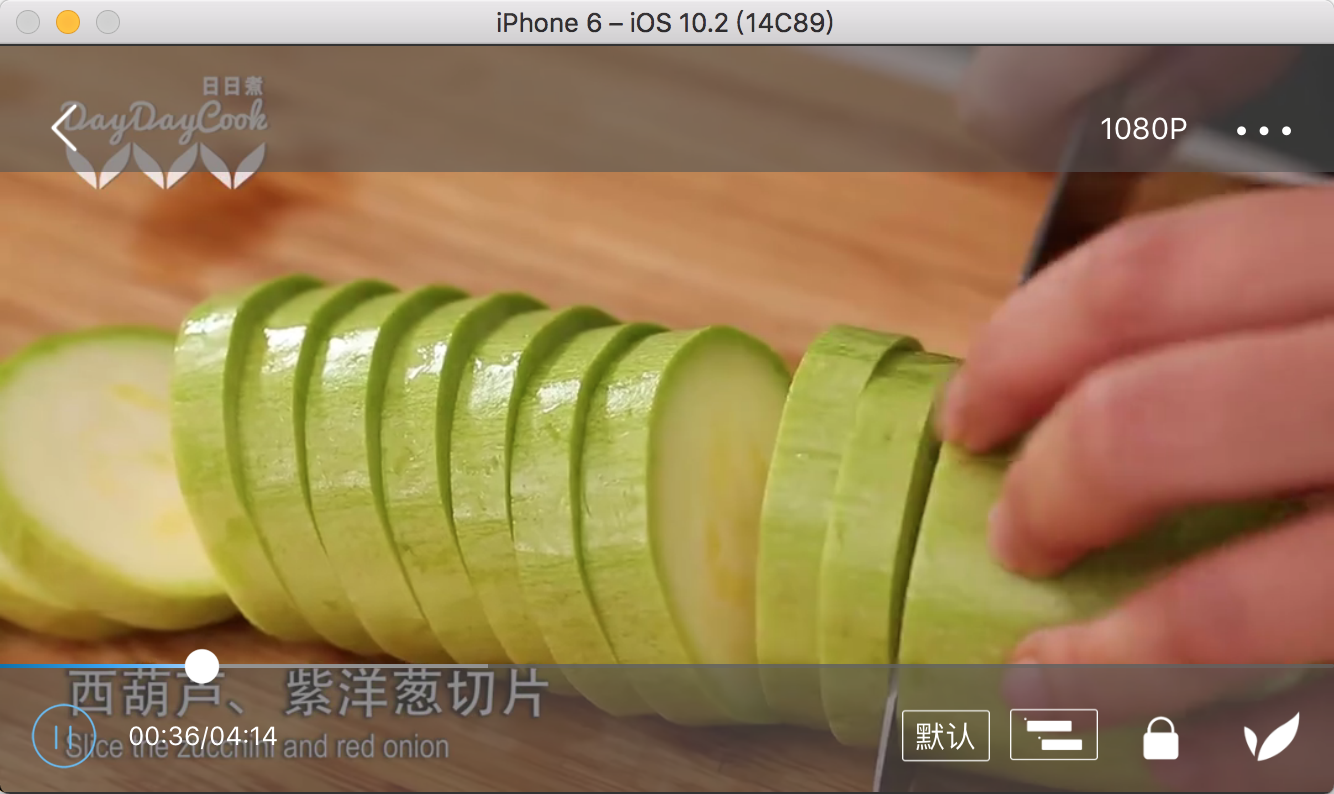 iPhone 6 – iOS 10.2 (14C89)
日日煮
DayDayCook
1080P
西葫芦、紫洋葱切片
Slice the zucchini and red onion
00:36/04:14
默认